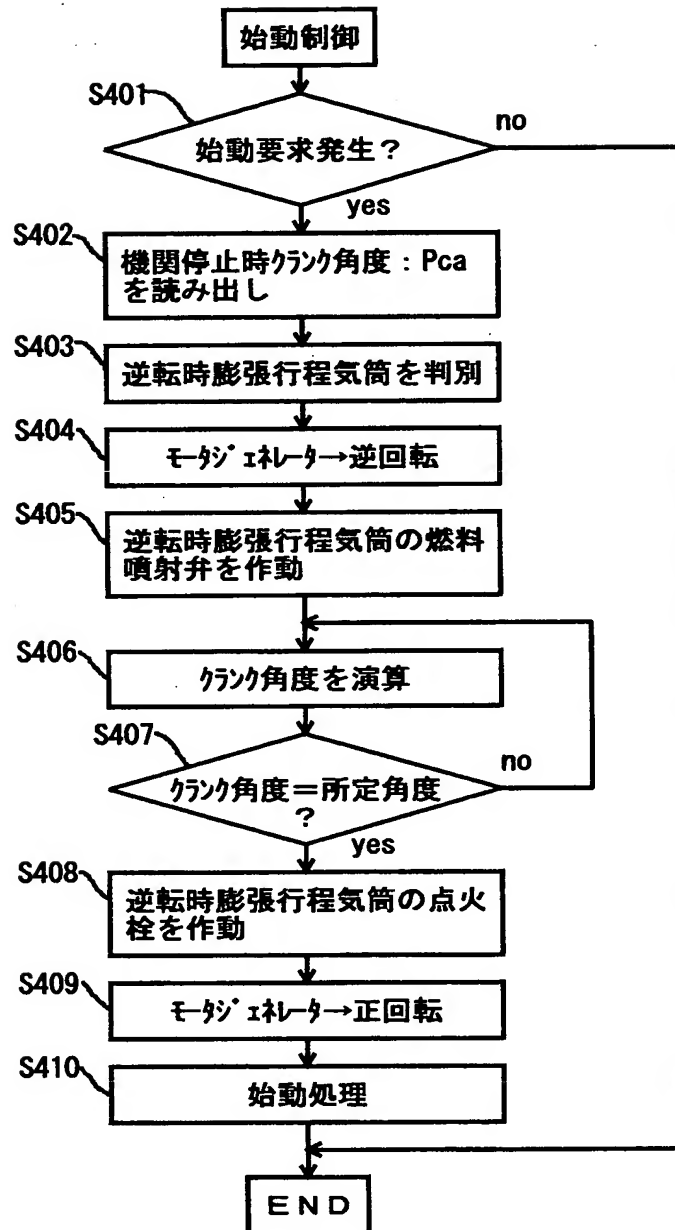 始動制御
S401
始動要求発生？
no
yes
S402
機関停止時ｸﾗﾝｸ角度：Pca
を読み出し
S403
逆転時膨張行程気筒を判別
S404
ﾓｰﾀｼﾞｪﾈﾚｰﾀ→逆回転
S405
逆転時膨張行程気筒の燃料
噴射弁を作動
S406
ｸﾗﾝｸ角度を演算
S407
ｸﾗﾝｸ角度＝所定角度
？
no
yes
S408
逆転時膨張行程気筒の点火
栓を作動
S409
ﾓｰﾀｼﾞｪﾈﾚｰﾀ→正回転
S410
始動処理
ＥＮＤ